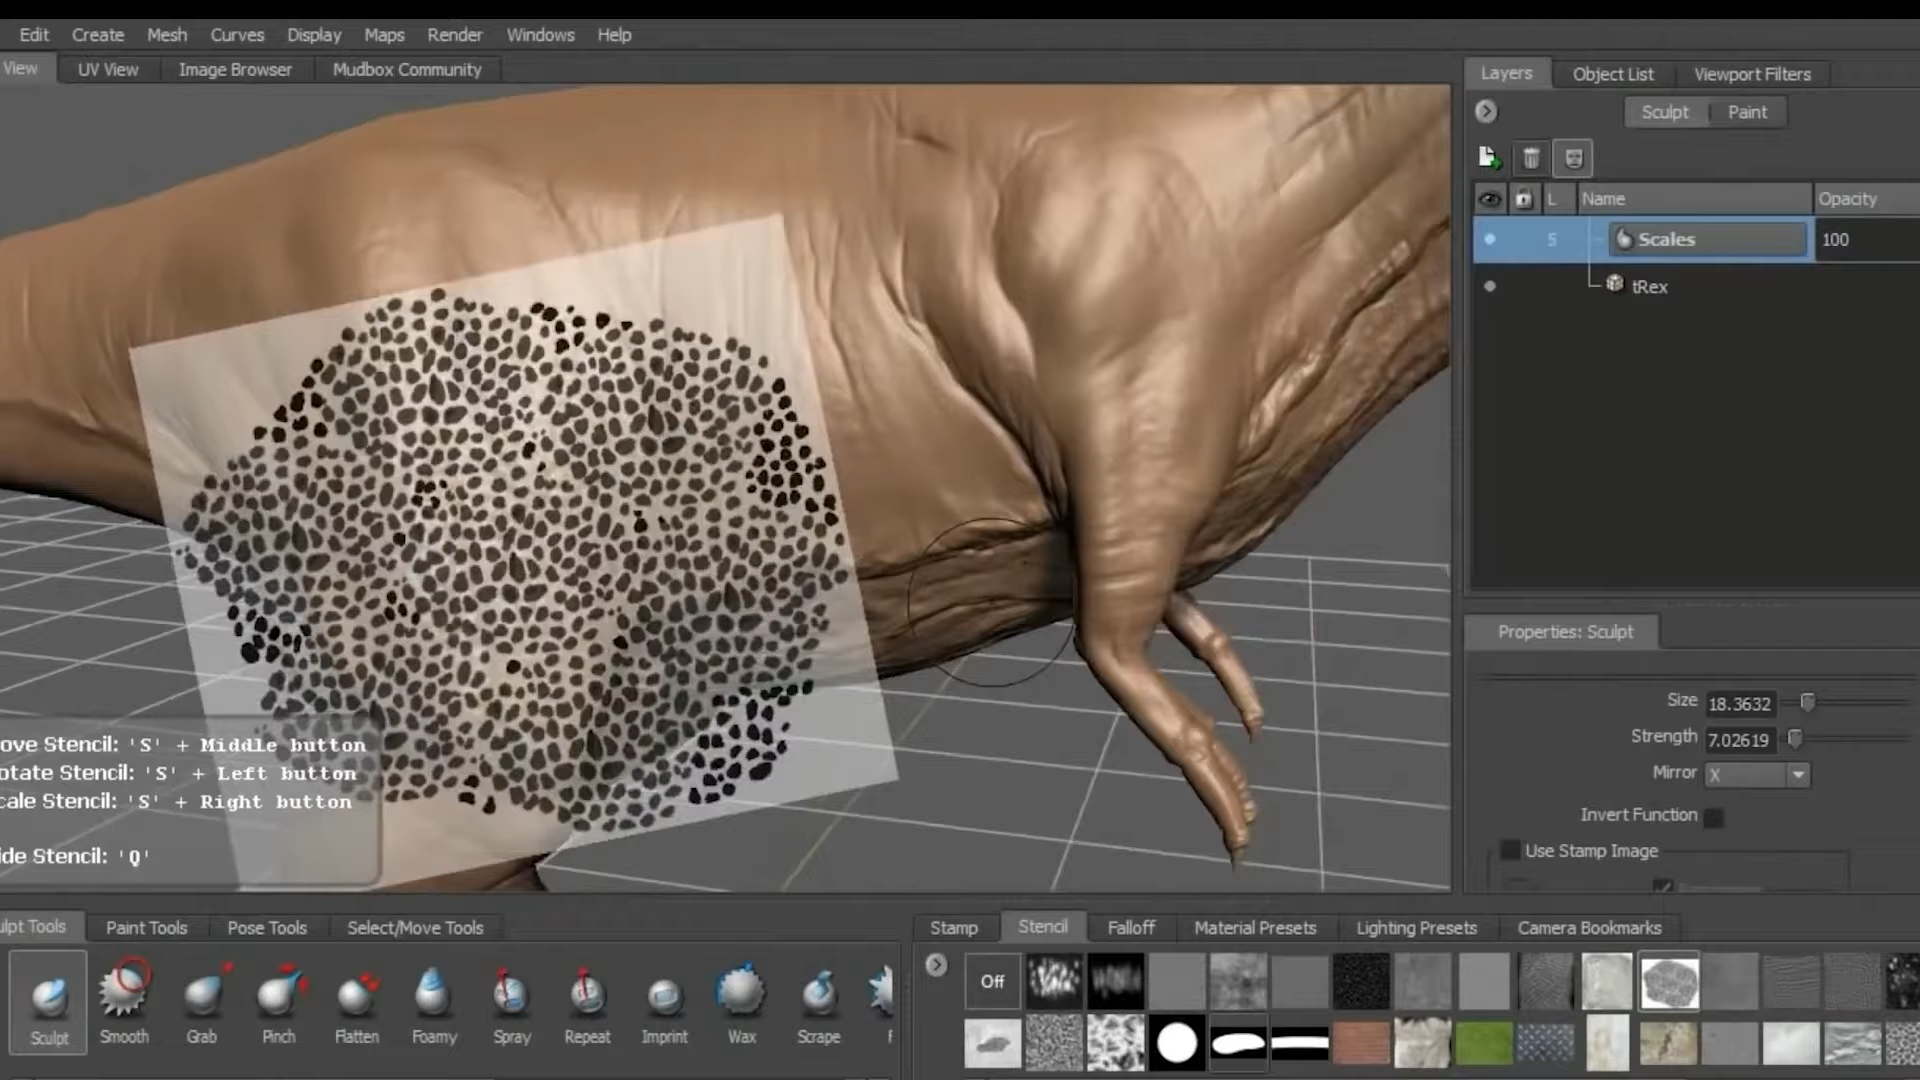 Edit Create Mesh Curves Display Maps Render Windows Help
View UV View Image Browser Mudbox Community
Layers Object List Viewport Filters
Sculpt Paint
L Name Opacity
5 Scales 100
tRex
Properties: Sculpt
Size 18.3632
Strength 7.02619
Mirror X
Invert Function
Use Stamp Image
ove Stencil: 'S' + Middle button
otate Stencil: 'S' + Left button
cale Stencil: 'S' + Right button
ide Stencil: 'Q'
ulpt Tools Paint Tools Pose Tools Select/Move Tools
Stamp Stencil Falloff Material Presets Lighting Presets Camera Bookmarks
Off
Sculpt Smooth Grab Pinch Flatten Foamy Spray Repeat Imprint Wax Scrape F